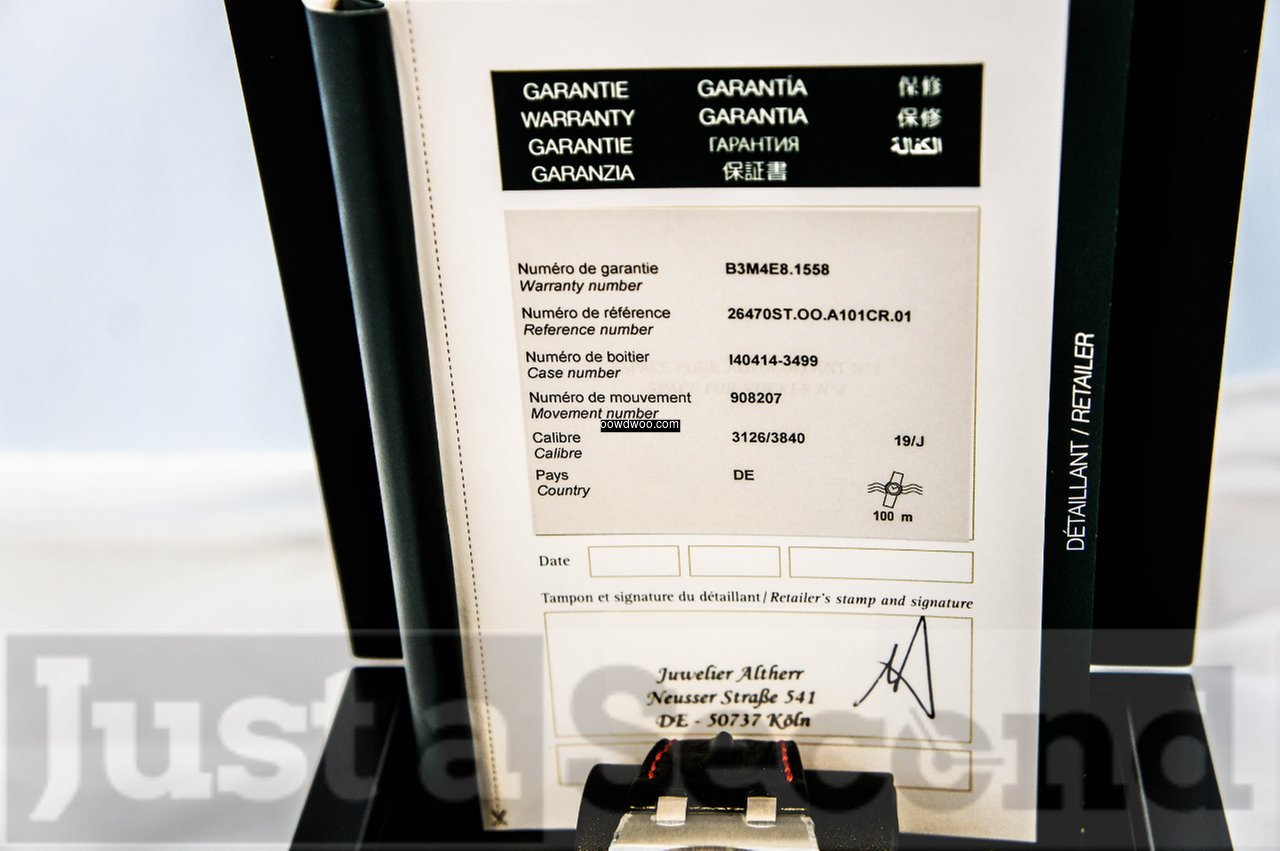 GARANTIE GARANTÍA 保修
WARRANTY GARANTIA 保修
GARANTIE ГАРАНТИЯ الكفالة
GARANZIA 保証書
Numéro de garantie B3M4E8.1558
Warranty number
Numéro de référence 26470ST.OO.A101CR.01
Reference number
Numéro de boitier I40414-3499
Case number
Numéro de mouvement 908207
Movement number
oowdwoo.com
Calibre 3126/3840 19/J
Calibre
Pays DE
Country
100 m
Date
Tampon et signature du détaillant / Retailer's stamp and signature
Juwelier Altherr
Neusser Straße 541
DE - 50737 Köln
DÉTAILLANT / RETAILER
Just a Second